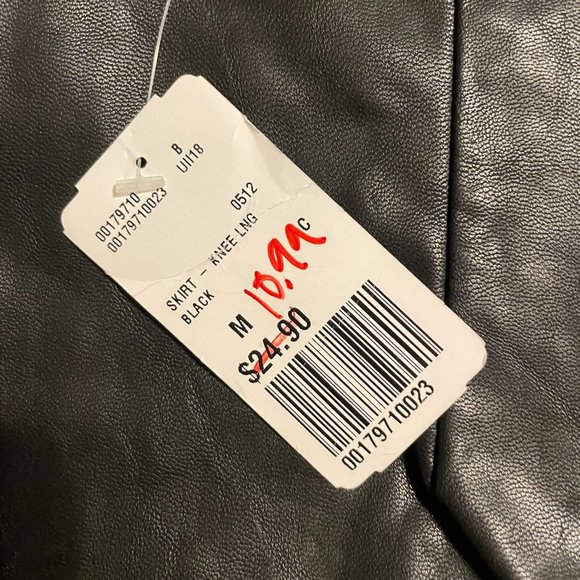 00179710 B
00179710023 UII18
0512
SKIRT - KNEE LNG
BLACK
M 10.99 C
$24.90
00179710023